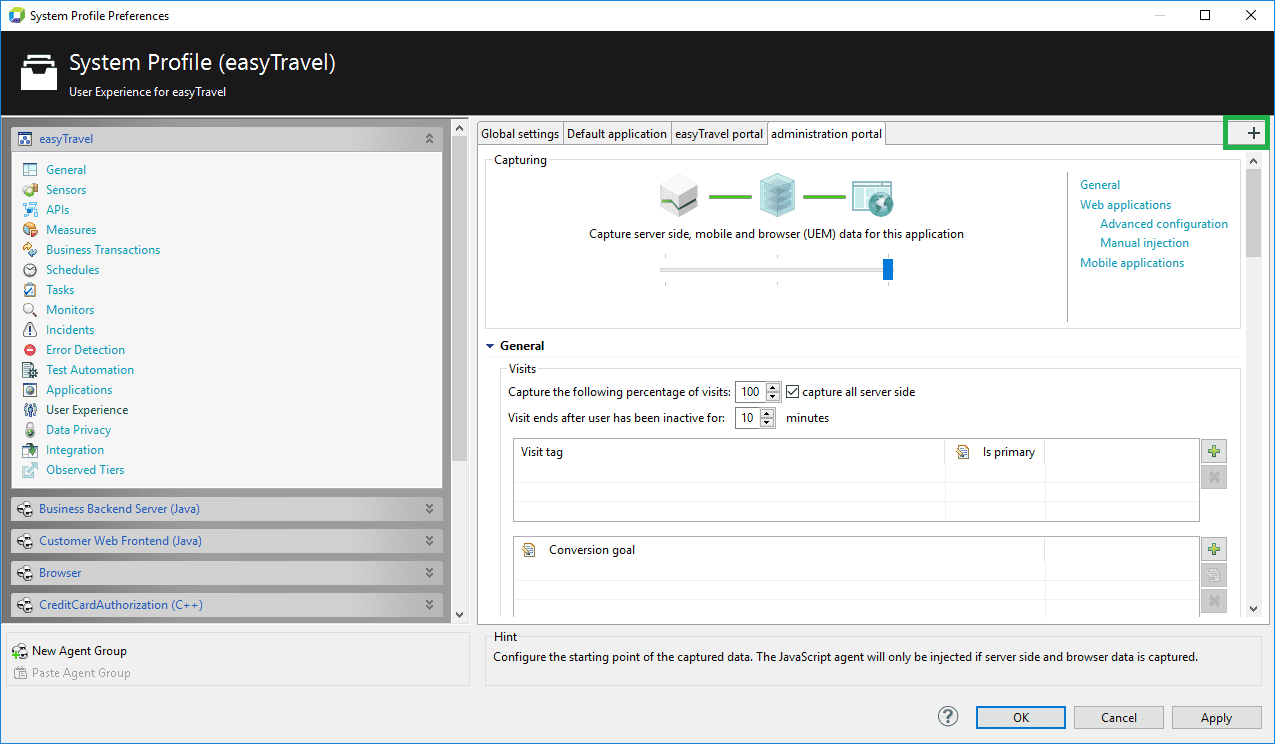 System Profile Preferences
System Profile (easyTravel)
User Experience for easyTravel
easyTravel
General
Sensors
APIs
Measures
Business Transactions
Schedules
Tasks
Monitors
Incidents
Error Detection
Test Automation
Applications
User Experience
Data Privacy
Integration
Observed Tiers
Business Backend Server (Java)
Customer Web Frontend (Java)
Browser
CreditCardAuthorization (C++)
New Agent Group
Paste Agent Group
Global settings Default application easyTravel portal administration portal
Capturing
Capture server side, mobile and browser (UEM) data for this application
General
Web applications
Advanced configuration
Manual injection
Mobile applications
General
Visits
Capture the following percentage of visits: 100 capture all server side
Visit ends after user has been inactive for: 10 minutes
Visit tag Is primary
Conversion goal
Hint
Configure the starting point of the captured data. The JavaScript agent will only be injected if server side and browser data is captured.
? OK Cancel Apply